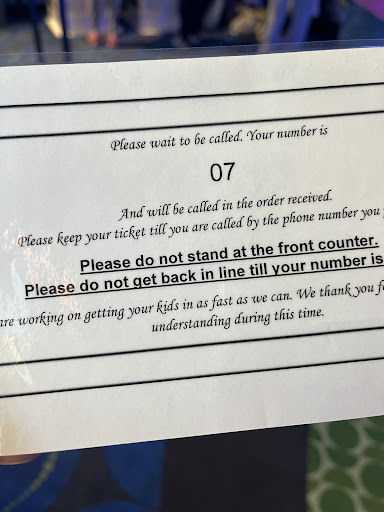 Please wait to be called. Your number is
07
And will be called in the order received.
Please keep your ticket till you are called by the phone number you
Please do not stand at the front counter.
Please do not get back in line till your number is
are working on getting your kids in as fast as we can. We thank you
understanding during this time.